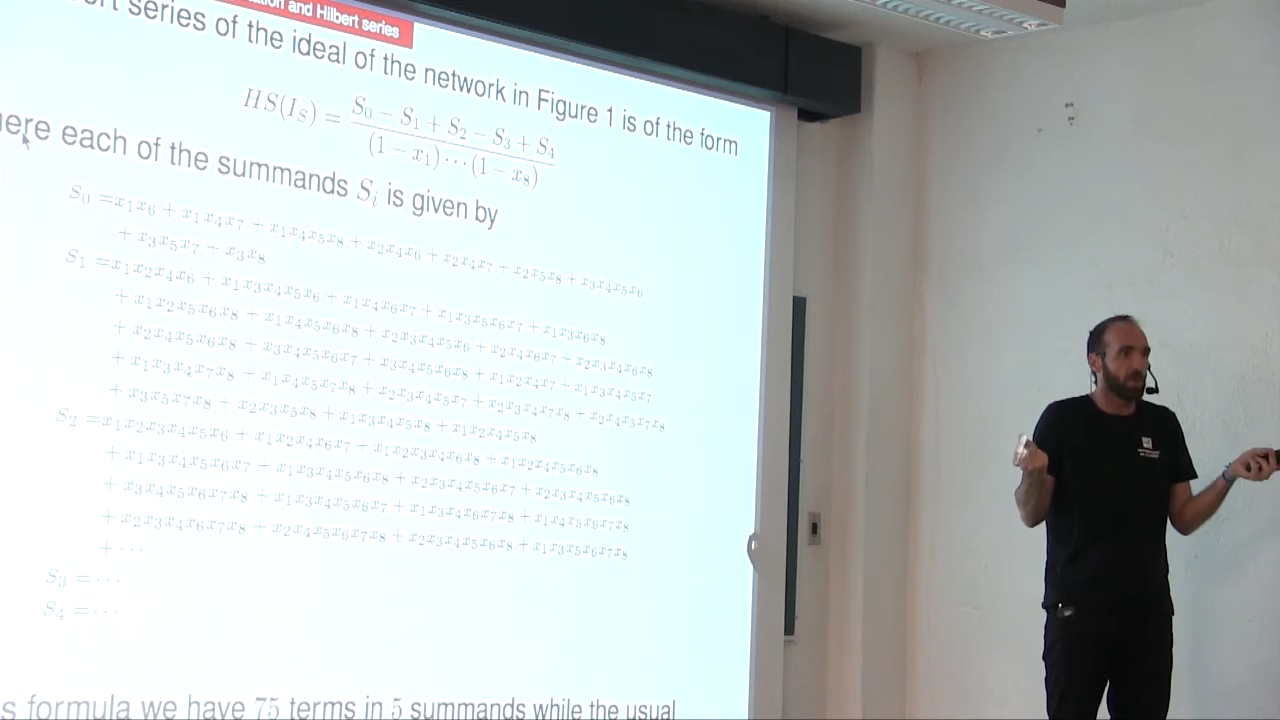 ation and Hilbert series
ert series of the ideal of the network in Figure 1 is of the form
HS(I_S) = \frac{S_0 - S_1 + S_2 - S_3 + S_4}{(1 - x_1) \cdots (1 - x_8)}
here each of the summands S_i is given by
S_0 = x_1x_6 + x_1x_4x_7 + x_1x_4x_5x_8 + x_2x_4x_6 + x_2x_4x_7 + x_2x_5x_8 + x_3x_4x_5x_6
+ x_3x_5x_7 + x_3x_8
S_1 = x_1x_2x_4x_6 + x_1x_3x_4x_5x_6 + x_1x_4x_6x_7 + x_1x_3x_5x_6x_7 + x_1x_3x_6x_8
+ x_1x_2x_5x_6x_8 + x_1x_4x_5x_6x_8 + x_2x_3x_4x_5x_6 + x_2x_4x_6x_7 + x_2x_3x_4x_6x_8
+ x_2x_4x_5x_6x_8 + x_3x_4x_5x_6x_7 + x_3x_4x_5x_6x_8 + x_1x_2x_4x_7 + x_1x_3x_4x_5x_7
+ x_1x_3x_4x_7x_8 + x_1x_4x_5x_7x_8 + x_2x_3x_4x_5x_7 + x_2x_3x_4x_7x_8 + x_2x_4x_5x_7x_8
+ x_3x_5x_7x_8 + x_2x_3x_5x_8 + x_1x_3x_4x_5x_8 + x_1x_2x_4x_5x_8
S_2 = x_1x_2x_3x_4x_5x_6 + x_1x_2x_4x_6x_7 + x_1x_2x_3x_4x_6x_8 + x_1x_2x_4x_5x_6x_8
+ x_1x_3x_4x_5x_6x_7 + x_1x_3x_4x_5x_6x_8 + x_2x_3x_4x_5x_6x_7 + x_2x_3x_4x_5x_6x_8
+ x_3x_4x_5x_6x_7x_8 + x_1x_3x_4x_5x_6x_7 + x_1x_3x_4x_6x_7x_8 + x_1x_4x_5x_6x_7x_8
+ x_2x_3x_4x_6x_7x_8 + x_2x_4x_5x_6x_7x_8 + x_2x_3x_4x_5x_6x_8 + x_1x_3x_5x_6x_7x_8
+ ⋯
S_3 = ⋯
S_4 = ⋯
s formula we have 75 terms in 5 summands while the usual